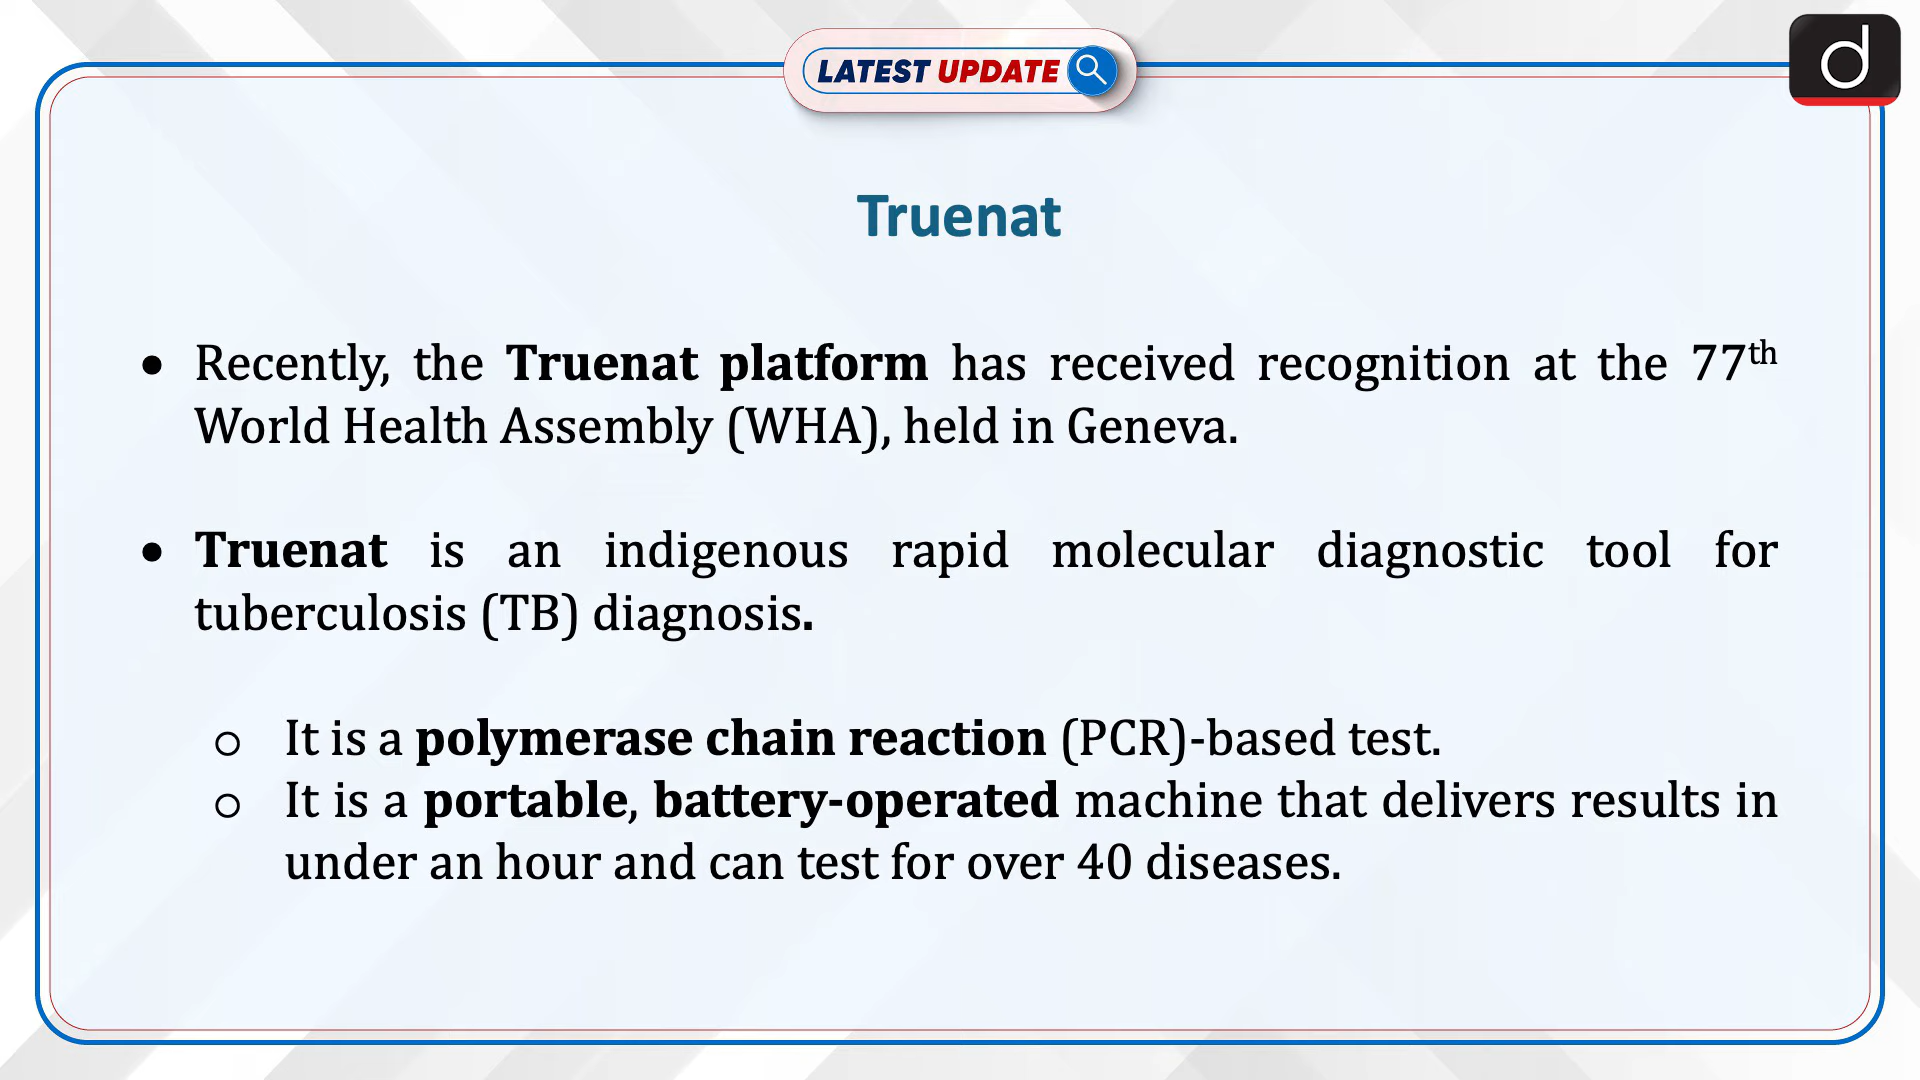 LATEST UPDATE
d
Truenat
• Recently, the Truenat platform has received recognition at the 77th
World Health Assembly (WHA), held in Geneva.
• Truenat is an indigenous rapid molecular diagnostic tool for
tuberculosis (TB) diagnosis.
o It is a polymerase chain reaction (PCR)-based test.
o It is a portable, battery-operated machine that delivers results in
under an hour and can test for over 40 diseases.